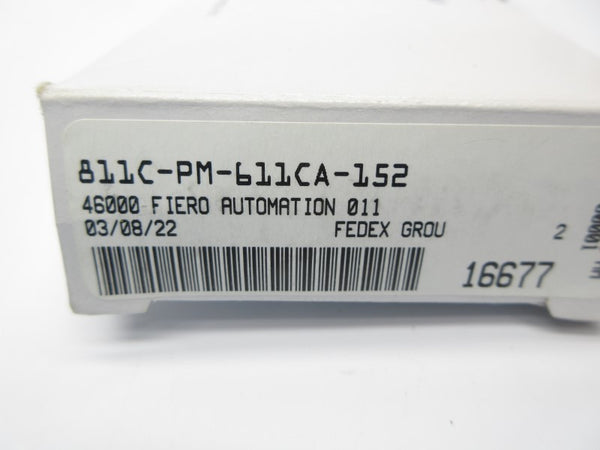 811C-PM-611CA-152
46000 FIERO AUTOMATION 011
03/08/22 FEDEX GROU 2
16677